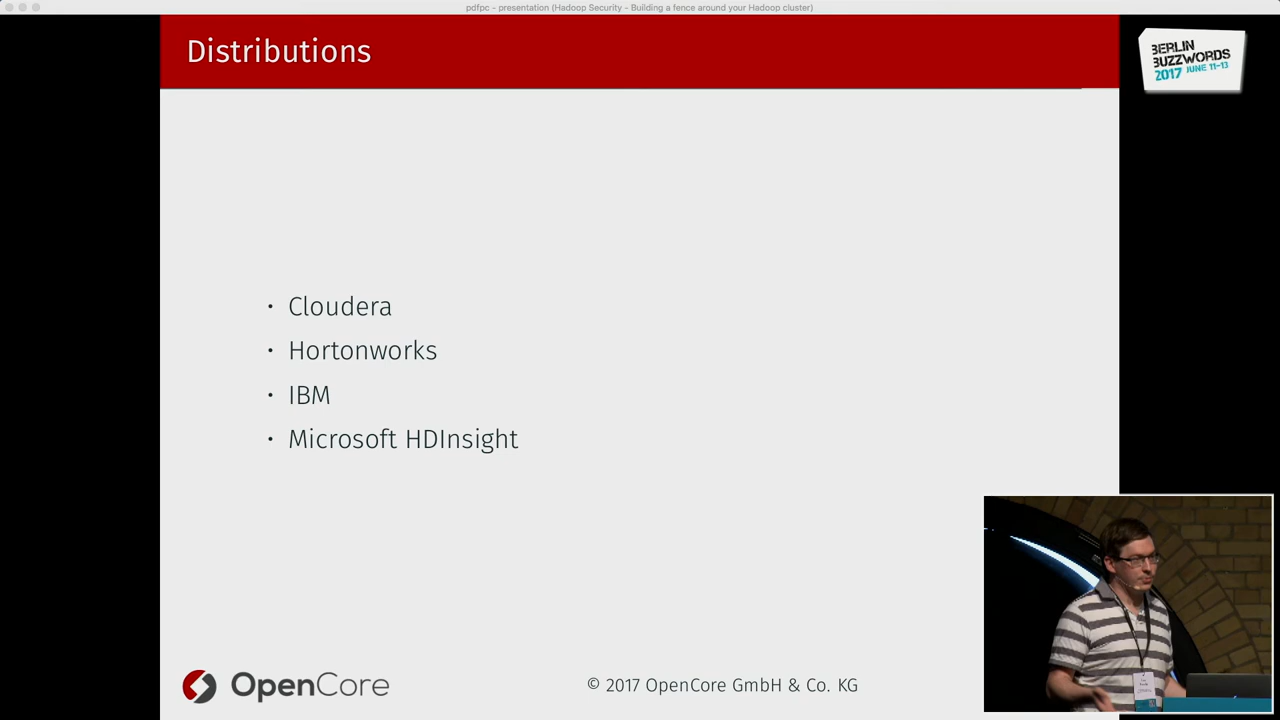 pdfpc - presentation (Hadoop Security - Building a fence around your Hadoop cluster)
Distributions
BERLIN
BUZZWORDS
2017 JUNE 11-13
• Cloudera
• Hortonworks
• IBM
• Microsoft HDInsight
OpenCore
© 2017 OpenCore GmbH & Co. KG